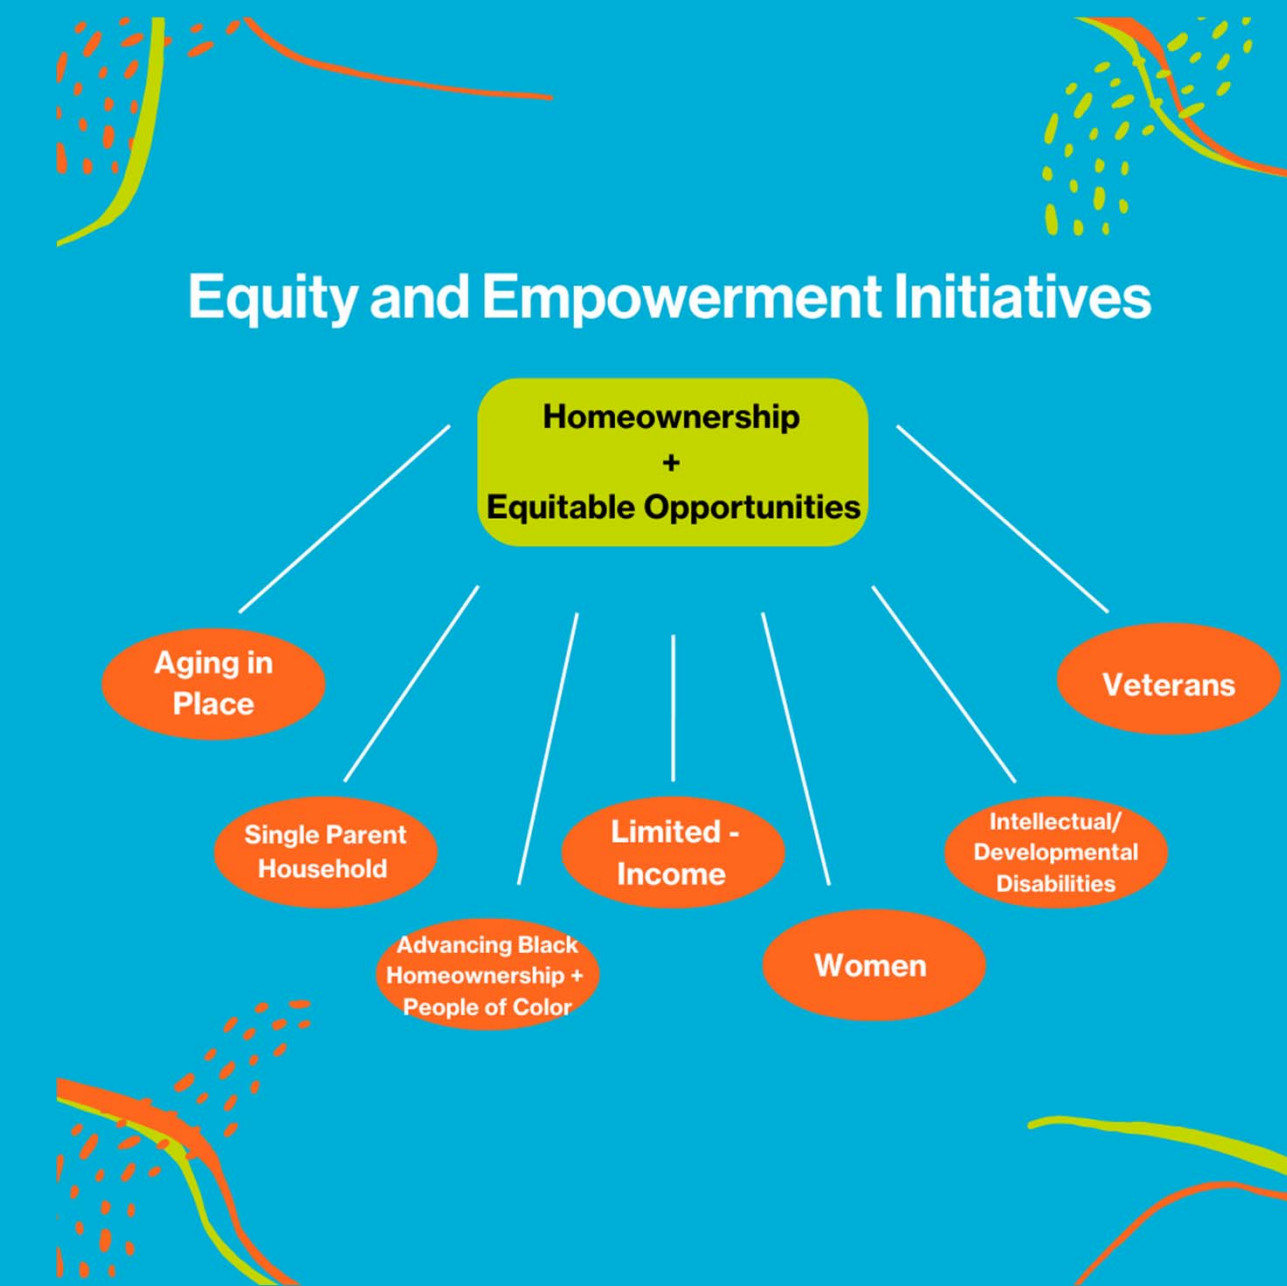 Equity and Empowerment Initiatives
Homeownership
+
Equitable Opportunities
Aging in
Place
Veterans
Single Parent
Household
Limited -
Income
Intellectual/
Developmental
Disabilities
Advancing Black
Homeownership +
People of Color
Women